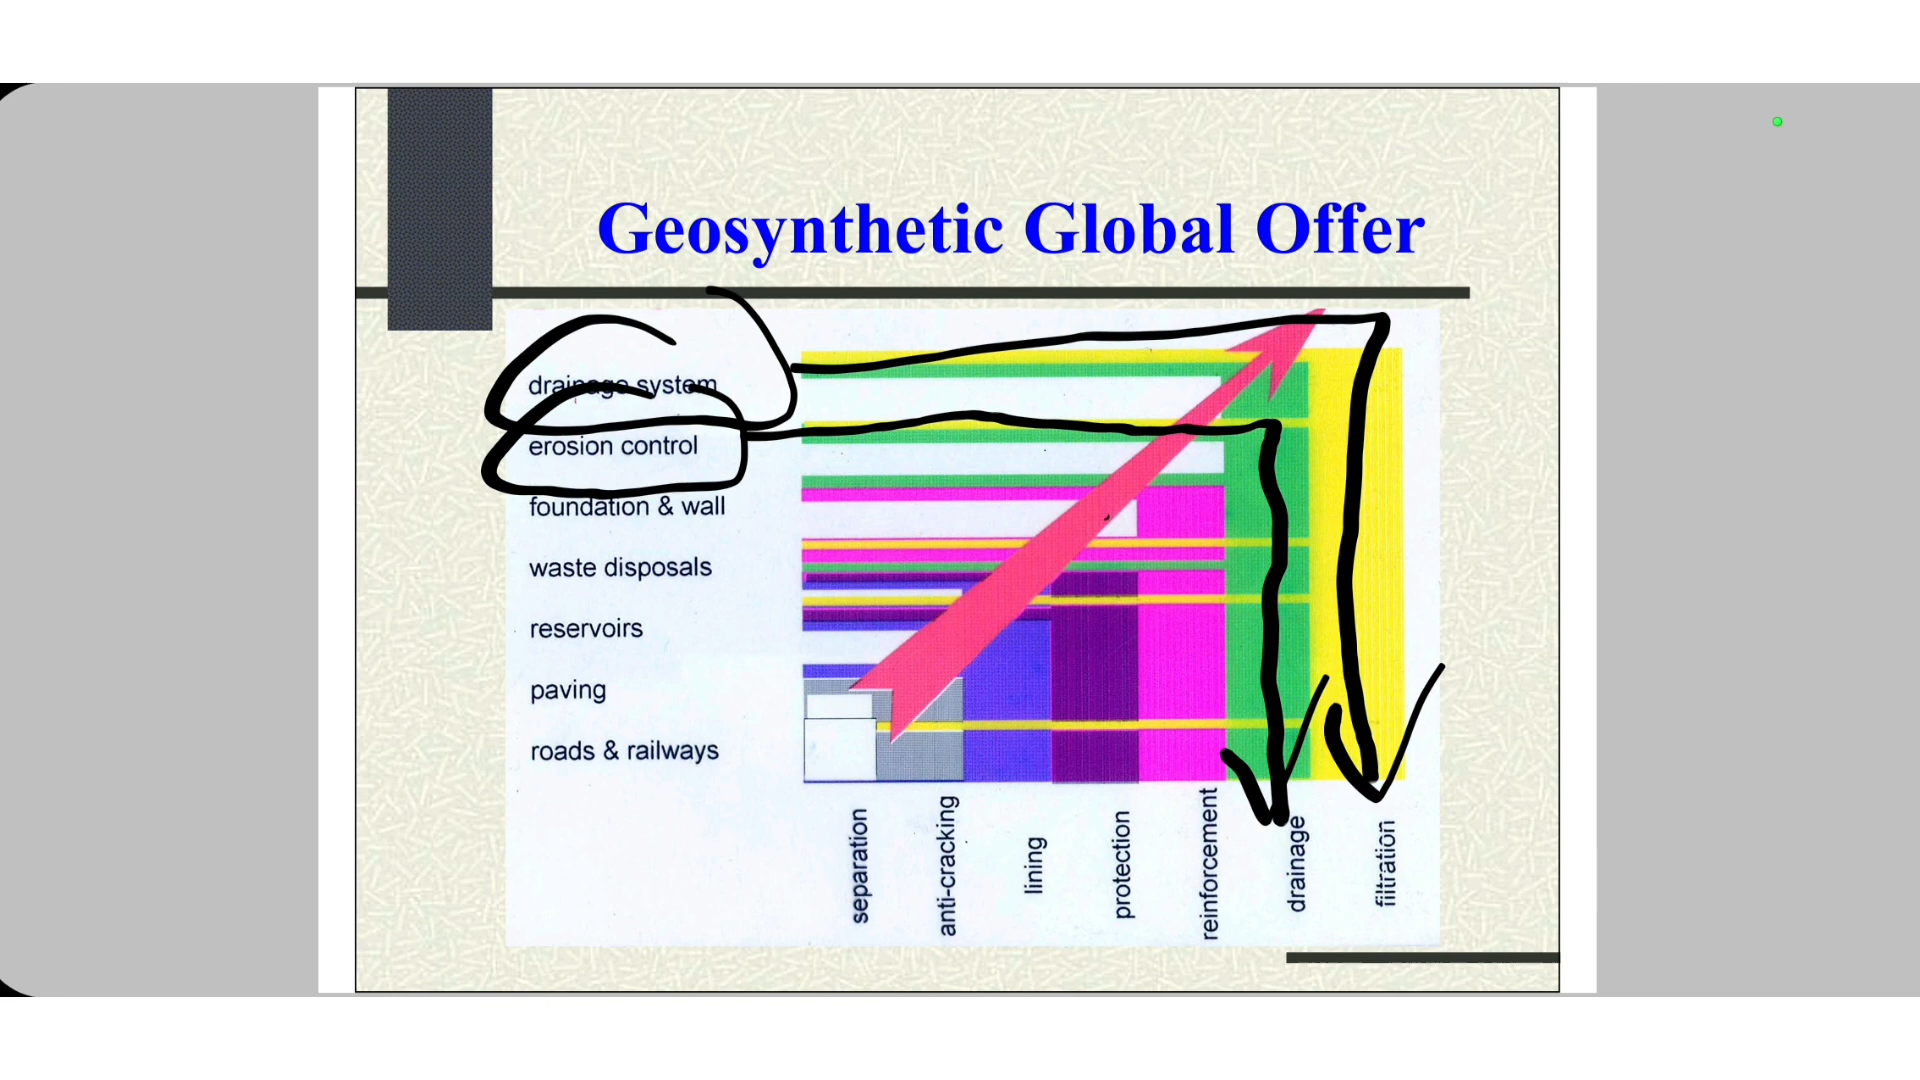 Geosynthetic Global Offer
drainage system
erosion control
foundation & wall
waste disposals
reservoirs
paving
roads & railways
separation
anti-cracking
lining
protection
reinforcement
drainage
filtration